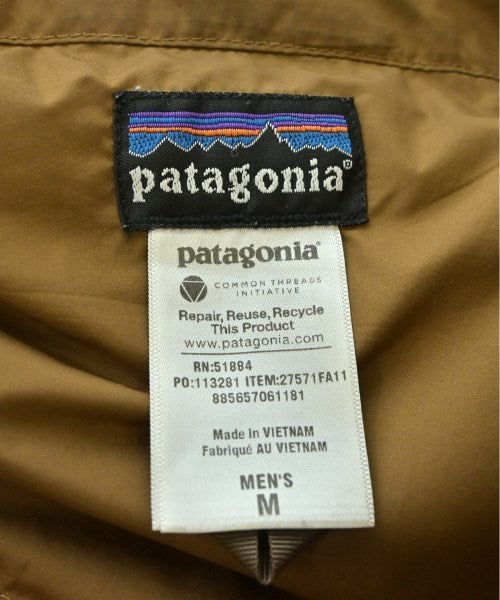 patagonia®
patagonia®
COMMON THREADS
INITIATIVE
Repair, Reuse, Recycle
This Product
www.patagonia.com
RN:51884
PO:113281 ITEM:27571FA11
885657061181
Made in VIETNAM
Fabriqué AU VIETNAM
MEN'S
M